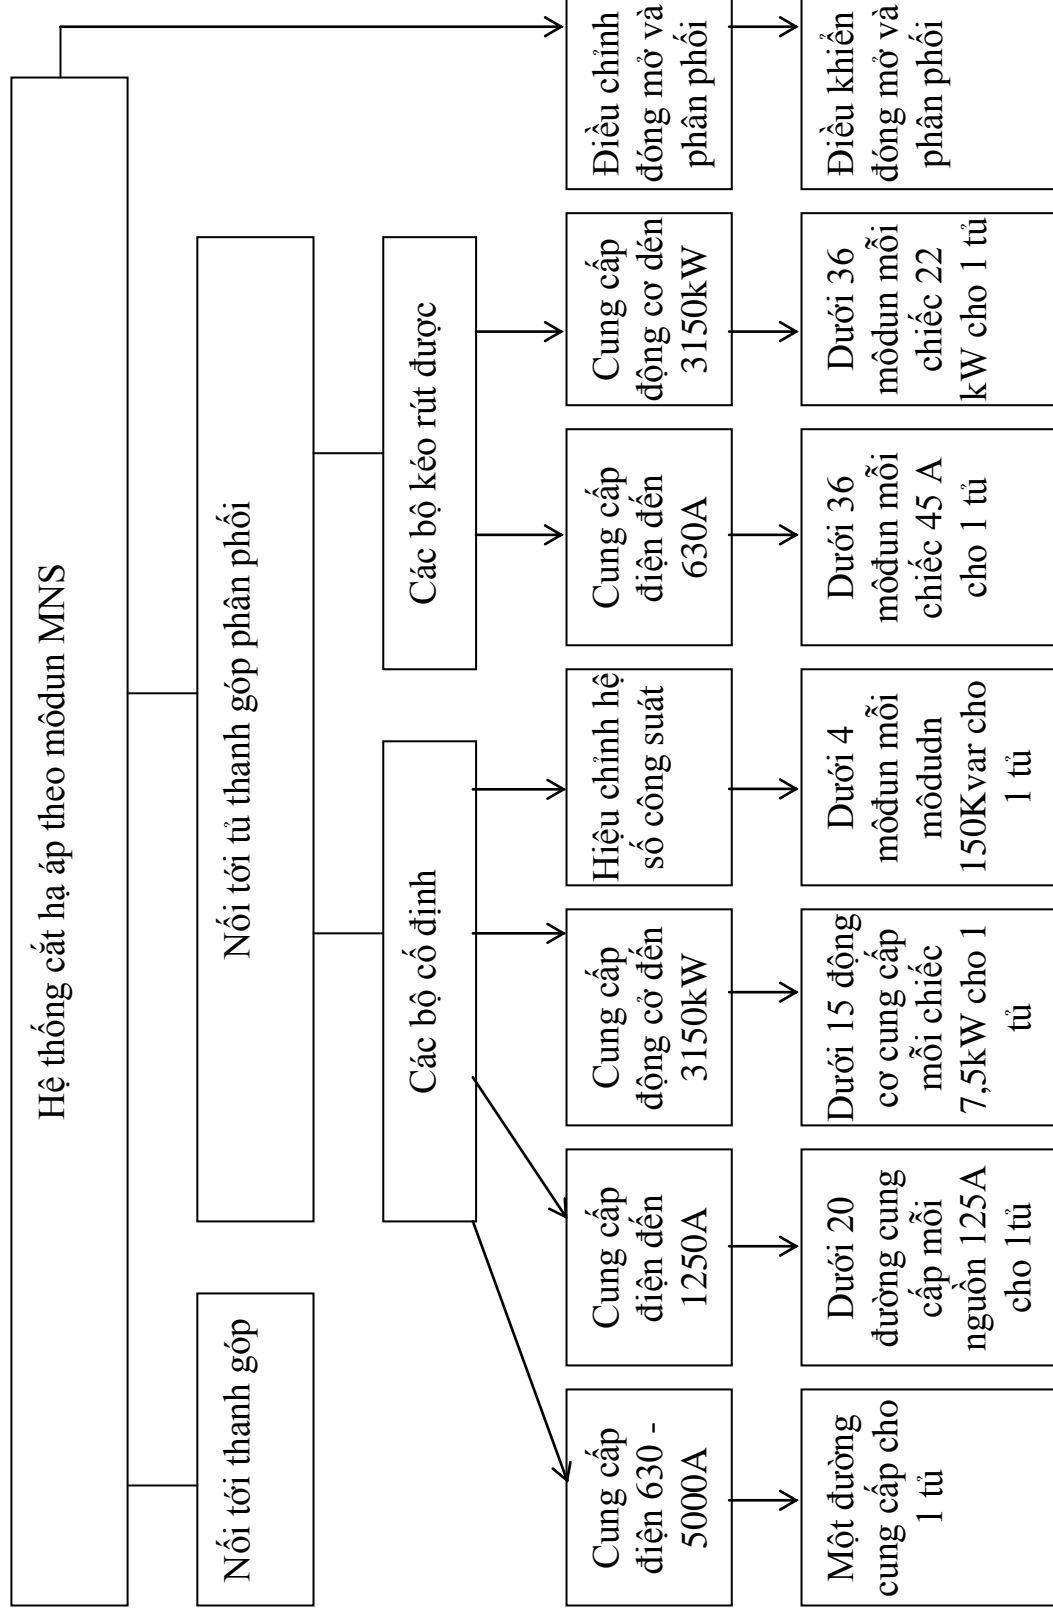 Hệ thống cắt hạ áp theo môđun MNS
Nối tới thanh góp
Nối tới tủ thanh góp phân phối
Các bộ cố định
Các bộ kéo rút được
Cung cấp
điện 630 -
5000A
Cung cấp
điện đến
1250A
Cung cấp
động cở đến
3150kW
Hiệu chỉnh hệ
số công suát
Cung cấp
điện đến
630A
Cung cấp
động cơ dến
3150kW
Điều chỉnh
đóng mở và
phân phối
Một đường
cung cấp cho
1 tủ
Dưới 20
đường cung
cấp mỗi
nguồn 125A
cho 1tủ
Dưới 15 động
cơ cung cấp
mỗi chiếc
7,5kW cho 1
tủ
Dưới 4
môđun mỗi
môdudn
150Kvar cho
1 tủ
Dưới 36
môđun mỗi
chiếc 45 A
cho 1 tủ
Dưới 36
môđun mỗi
chiếc 22
kW cho 1 tủ
Điều khiển
đóng mở và
phân phối